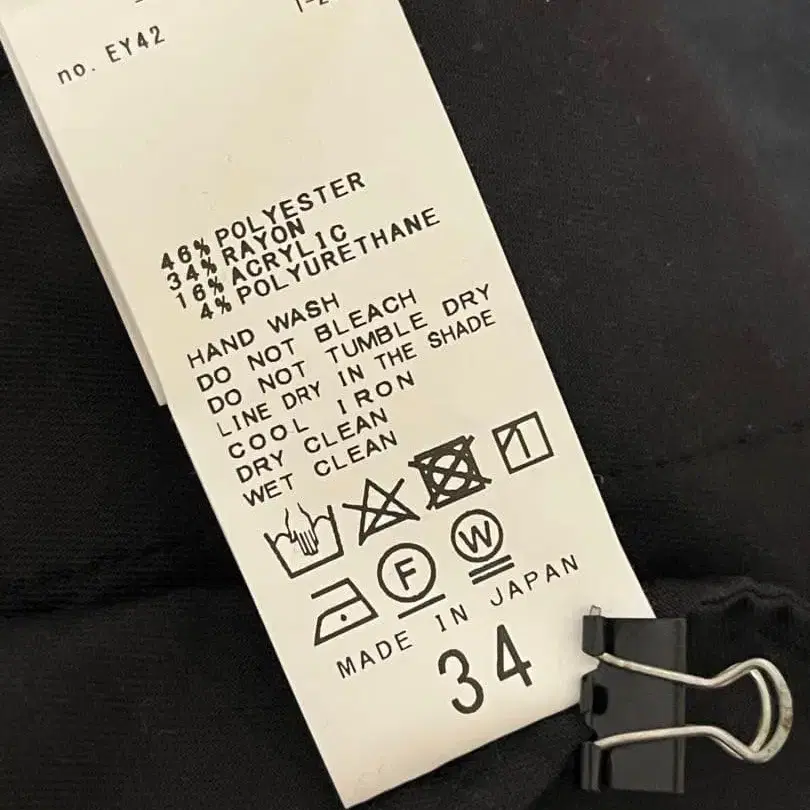 no. EY42
46% POLYESTER
34% RAYON
16% ACRYLIC
4% POLYURETHANE
HAND WASH
DO NOT BLEACH
DO NOT TUMBLE DRY
LINE DRY IN THE SHADE
COOL IRON
DRY CLEAN
WET CLEAN
F W
MADE IN JAPAN
34